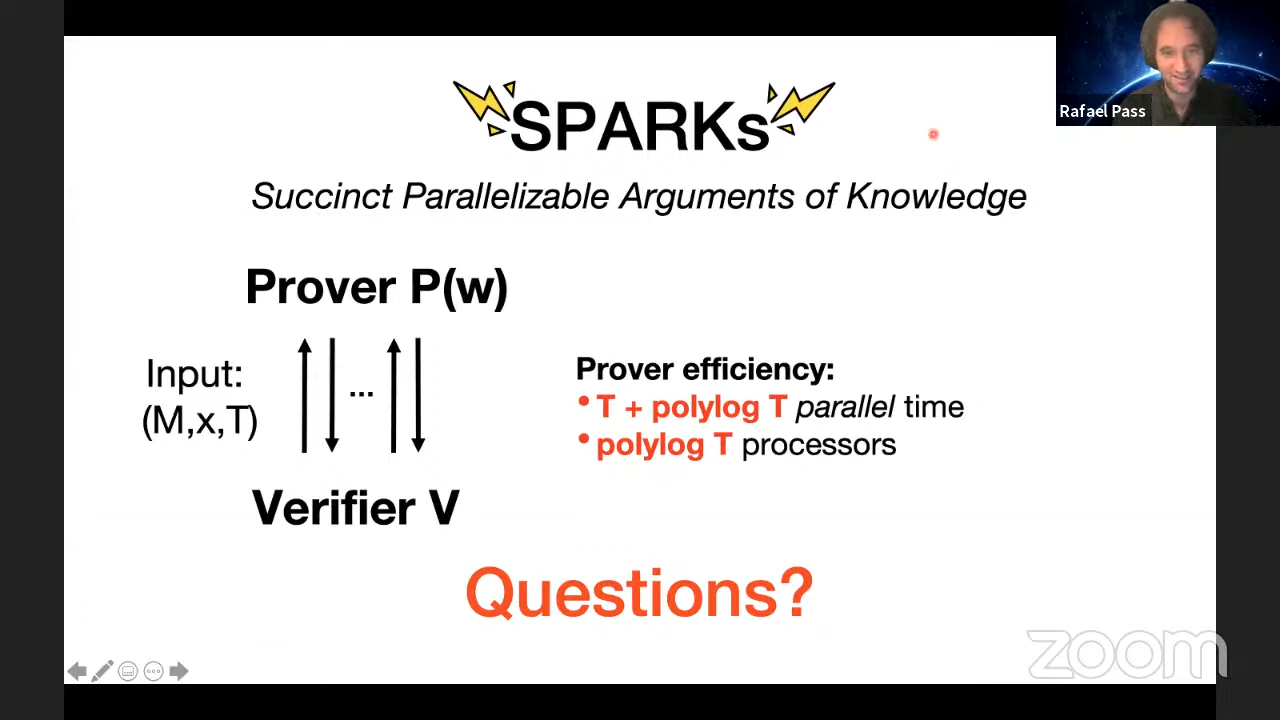 Rafael Pass
SPARKs
Succinct Parallelizable Arguments of Knowledge
Prover P(w)
Input:
(M,x,T)
...
Verifier V
Prover efficiency:
• T + polylog T parallel time
• polylog T processors
Questions?
zoom